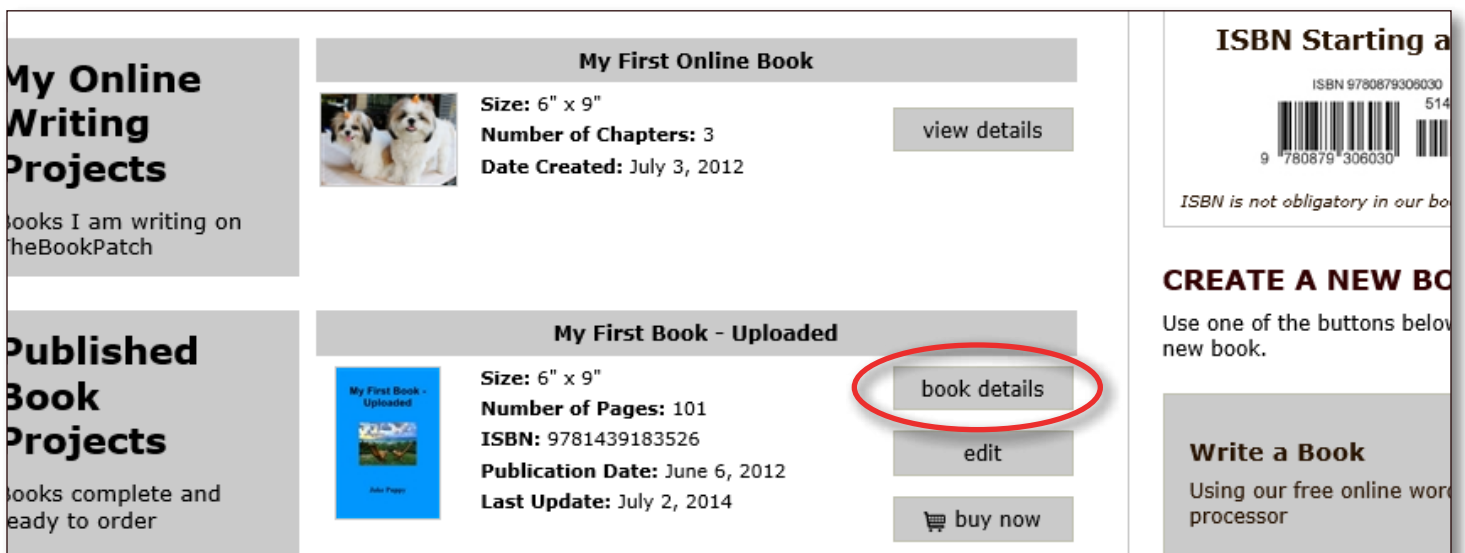 My Online
Writing
Projects
Books I am writing on
TheBookPatch
My First Online Book
Size: 6" x 9"
Number of Chapters: 3
Date Created: July 3, 2012
view details
Published
Book
Projects
Books complete and
ready to order
My First Book - Uploaded
My First Book -
Uploaded
Size: 6" x 9"
Number of Pages: 101
ISBN: 9781439183526
Publication Date: June 6, 2012
Last Update: July 2, 2014
book details
edit
buy now
ISBN Starting a
ISBN 9780879306030
514
9 780879 306030
ISBN is not obligatory in our bo
CREATE A NEW BO
Use one of the buttons below
new book.
Write a Book
Using our free online word
processor